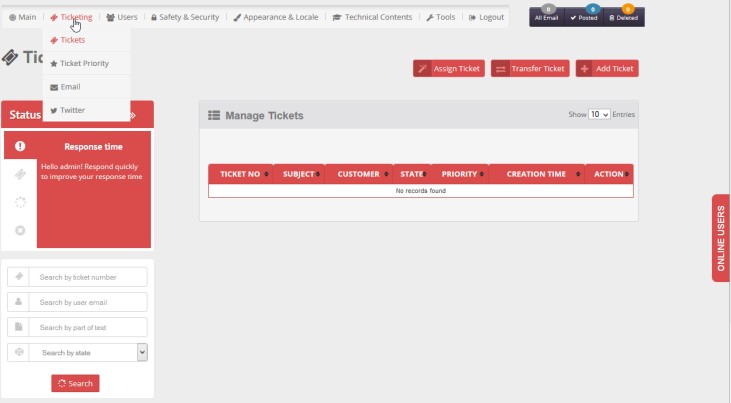 Main
Ticketing
Users
Safety & Security
Appearance & Locale
Technical Contents
Tools
Logout
0
All Email
0
Posted
0
Deleted
Tickets
Ticket Priority
Email
Twitter
Assign Ticket
Transfer Ticket
Add Ticket
Status
Manage Tickets
Show 10 Entries
Response time
Hello admin! Respond quickly
to improve your response time
TICKET NO
SUBJECT
CUSTOMER
STATE
PRIORITY
CREATION TIME
ACTION
No records found
ONLINE USERS
Search by ticket number
Search by user email
Search by part of text
Search by state
Search